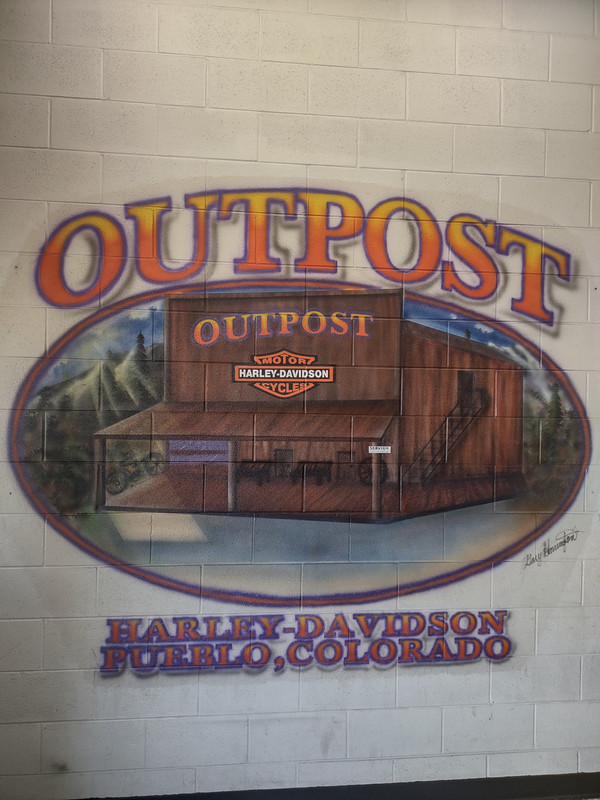 OUTPOST
OUTPOST
MOTOR
HARLEY-DAVIDSON
CYCLES
SERVICE
HARLEY-DAVIDSON
PUEBLO, COLORADO